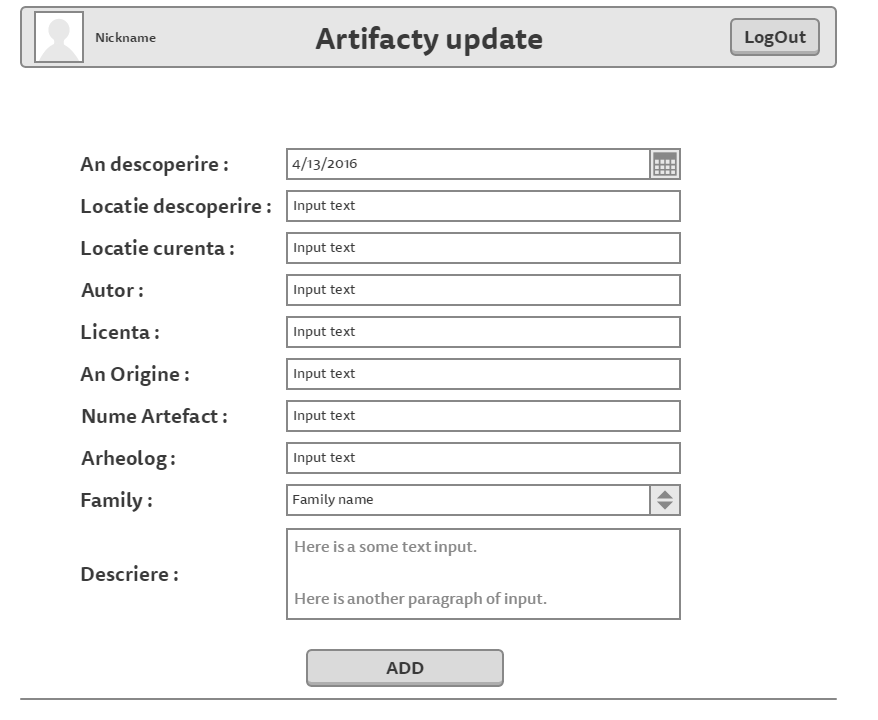 Nickname Artifacty update LogOut
An descoperire : 4/13/2016
Locatie descoperire : Input text
Locatie curenta : Input text
Autor : Input text
Licenta : Input text
An Origine : Input text
Nume Artefact : Input text
Arheolog : Input text
Family : Family name
Here is a some text input.
Descriere :
Here is another paragraph of input.
ADD